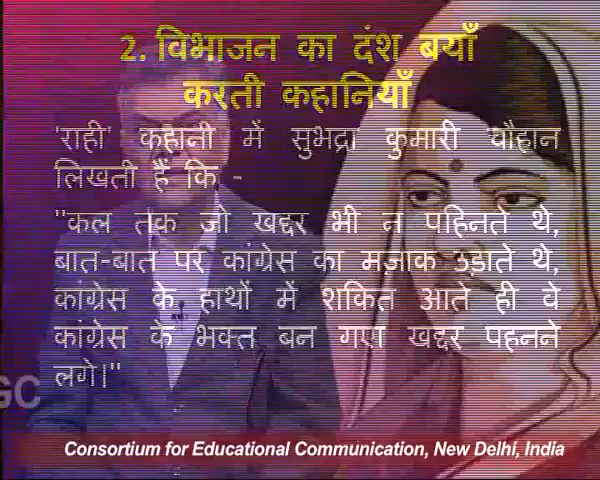 2. विभाजन का दंश बयाँ
करती कहानियाँ
'राही' कहानी में सुभद्रा कुमारी चौहान
लिखती हैं कि -
"कल तक जो खद्दर भी न पहिनते थे,
बात-बात पर कांग्रेस का मज़ाक उड़ाते थे,
कांग्रेस के हाथों में शकित आते ही वे
कांग्रेस के भक्त बन गए। खद्दर पहनने
लगे।"
GC
Consortium for Educational Communication, New Delhi, India